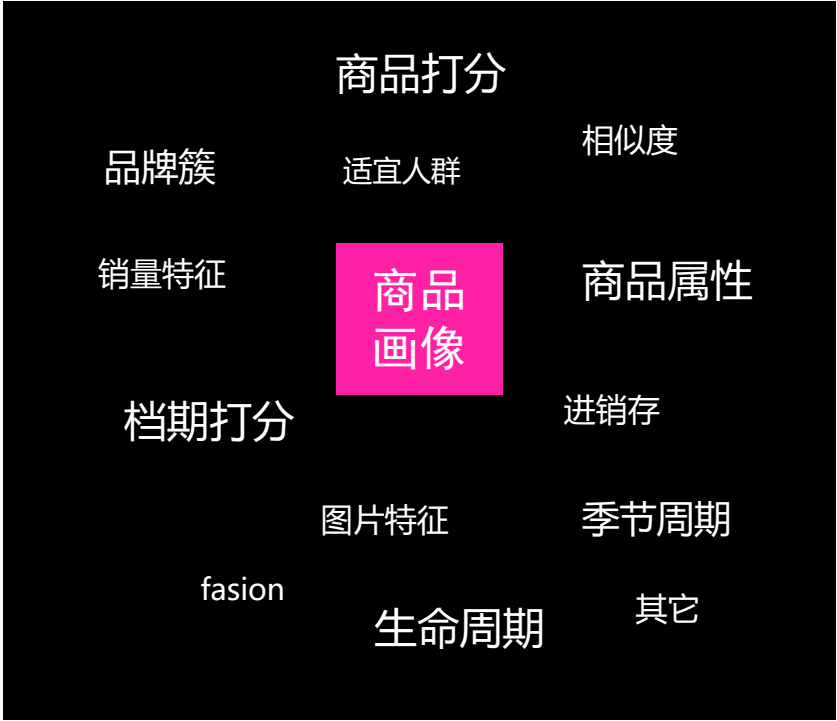 商品打分
相似度
品牌簇
适宜人群
销量特征
商品
画像
商品属性
档期打分
进销存
图片特征
季节周期
fasion
生命周期
其它